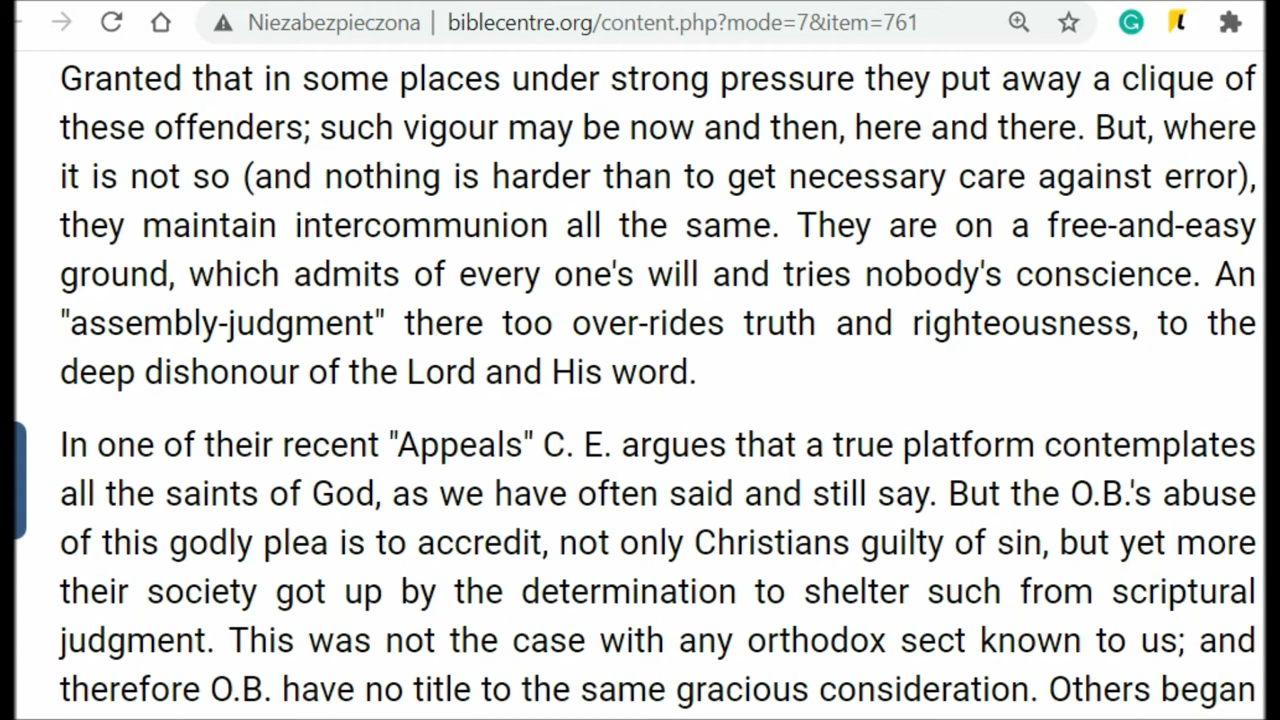 Niezabezpieczona | biblecentre.org/content.php?mode=7&item=761
Granted that in some places under strong pressure they put away a clique of
these offenders; such vigour may be now and then, here and there. But, where
it is not so (and nothing is harder than to get necessary care against error),
they maintain intercommunion all the same. They are on a free-and-easy
ground, which admits of every one's will and tries nobody's conscience. An
"assembly-judgment" there too over-rides truth and righteousness, to the
deep dishonour of the Lord and His word.
In one of their recent "Appeals" C. E. argues that a true platform contemplates
all the saints of God, as we have often said and still say. But the O.B.'s abuse
of this godly plea is to accredit, not only Christians guilty of sin, but yet more
their society got up by the determination to shelter such from scriptural
judgment. This was not the case with any orthodox sect known to us; and
therefore O.B. have no title to the same gracious consideration. Others began